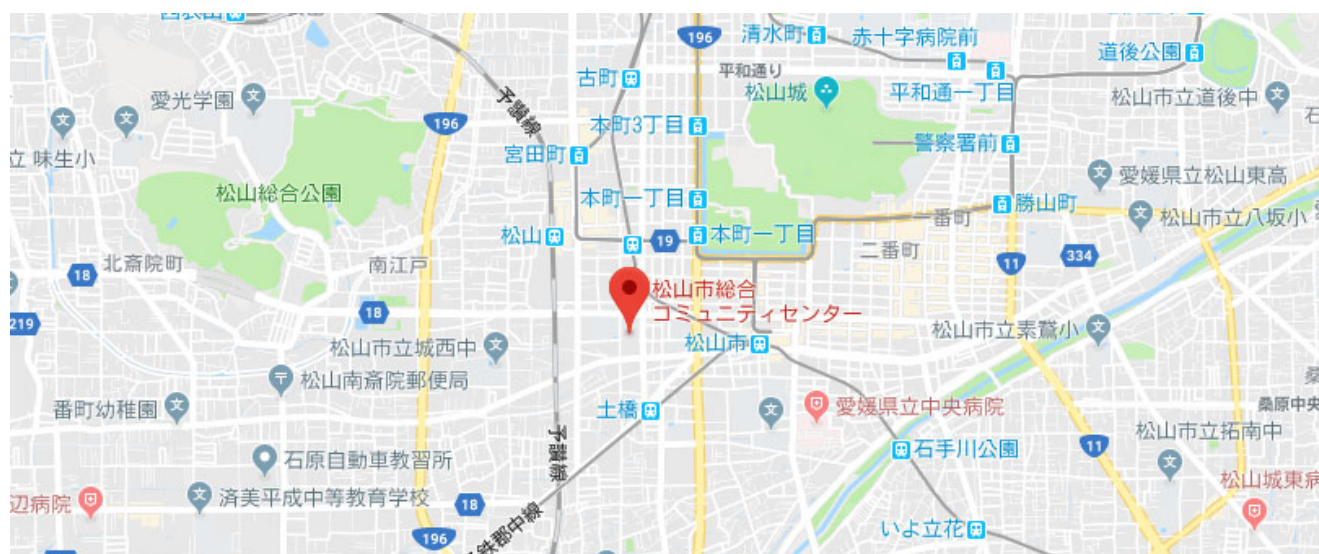 196
清水町
赤十字病院前
道後公園
古町
平和通り
松山城
平和通一丁目
松山市立道後中
愛光学園
予讃線
196
本町3丁目
警察署前
立 味生小
宮田町
愛媛県立松山東高
松山総合公園
本町一丁目
勝山町
松山市立八坂小
一番町
松山
19
本町一丁目
二番町
北斎院町
18
南江戸
11
334
松山市総合
コミュニティセンター
219
18
松山市立素鵞小
松山市立城西中
松山市
松山南斎院郵便局
番町幼稚園
土橋
愛媛県立中央病院
桑原中央
石原自動車教習所
予讃線
石手川公園
11
松山市立拓南中
済美平成中等教育学校
18
辺病院
松山城東病
196
鉄郡中線
いよ立花